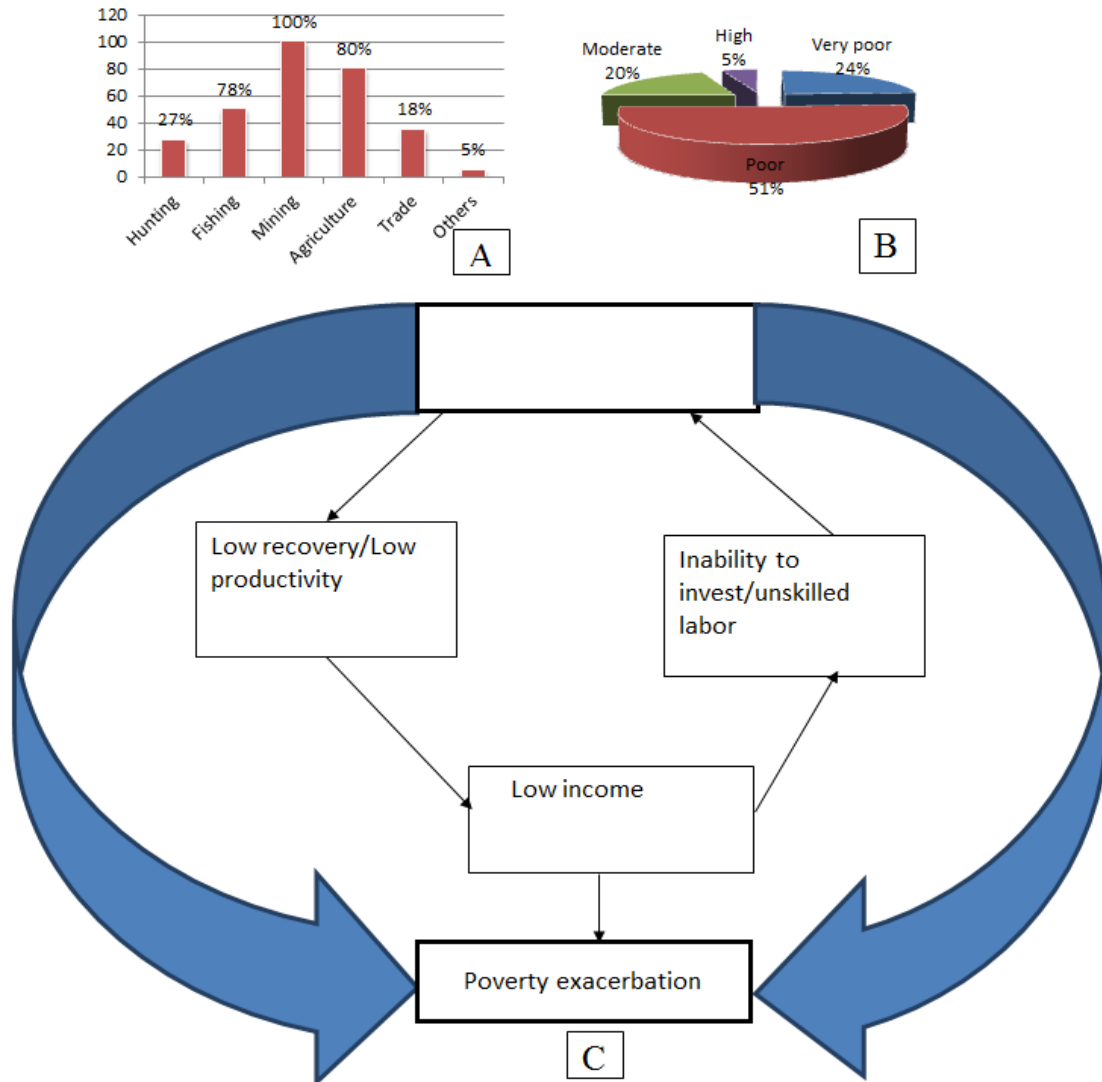 120
100
80
60
40
20
0
27%
78%
100%
80%
18%
5%
Hunting
Fishing
Mining
Agriculture
Trade
Others
A
Moderate
20%
High
5%
Very poor
24%
Poor
51%
B
Low recovery/Low
productivity
Inability to
invest/unskilled
labor
Low income
Poverty exacerbation
C